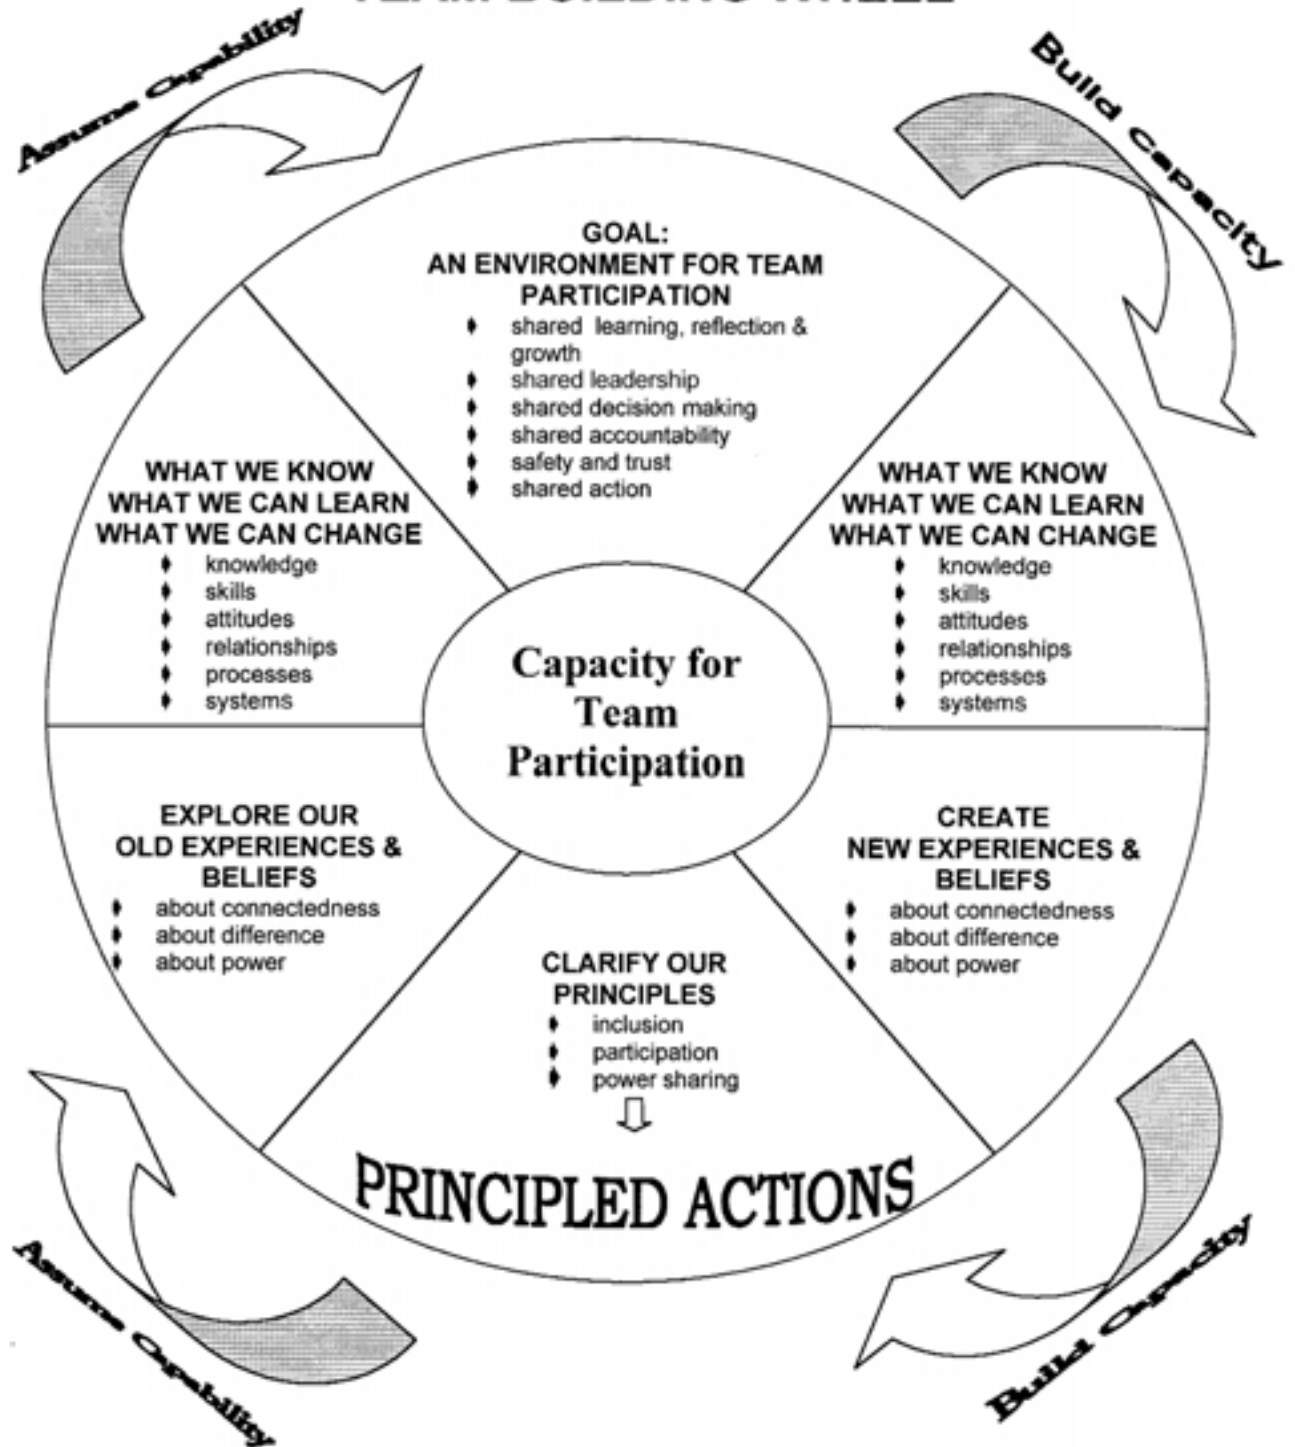 TEAM BUILDING WHEEL
Assume Capability
Build Capacity
GOAL:
AN ENVIRONMENT FOR TEAM
PARTICIPATION
shared learning, reflection &
growth
shared leadership
shared decision making
shared accountability
safety and trust
shared action
WHAT WE KNOW
WHAT WE CAN LEARN
WHAT WE CAN CHANGE
knowledge
skills
attitudes
relationships
processes
systems
WHAT WE KNOW
WHAT WE CAN LEARN
WHAT WE CAN CHANGE
knowledge
skills
attitudes
relationships
processes
systems
Capacity for
Team
Participation
EXPLORE OUR
OLD EXPERIENCES &
BELIEFS
about connectedness
about difference
about power
CREATE
NEW EXPERIENCES &
BELIEFS
about connectedness
about difference
about power
CLARIFY OUR
PRINCIPLES
inclusion
participation
power sharing
PRINCIPLED ACTIONS
Assume Capability
Build Capacity